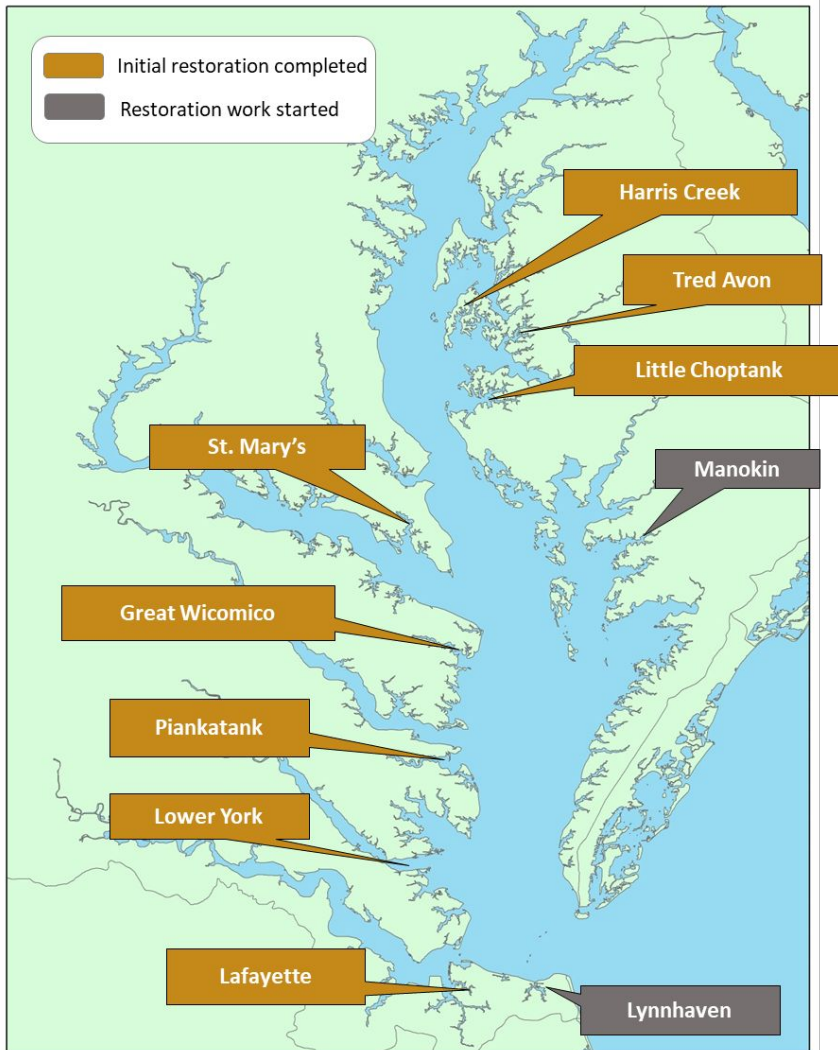 Initial restoration completed
Restoration work started
Harris Creek
Tred Avon
Little Choptank
St. Mary’s
Manokin
Great Wicomico
Piankatank
Lower York
Lafayette
Lynnhaven